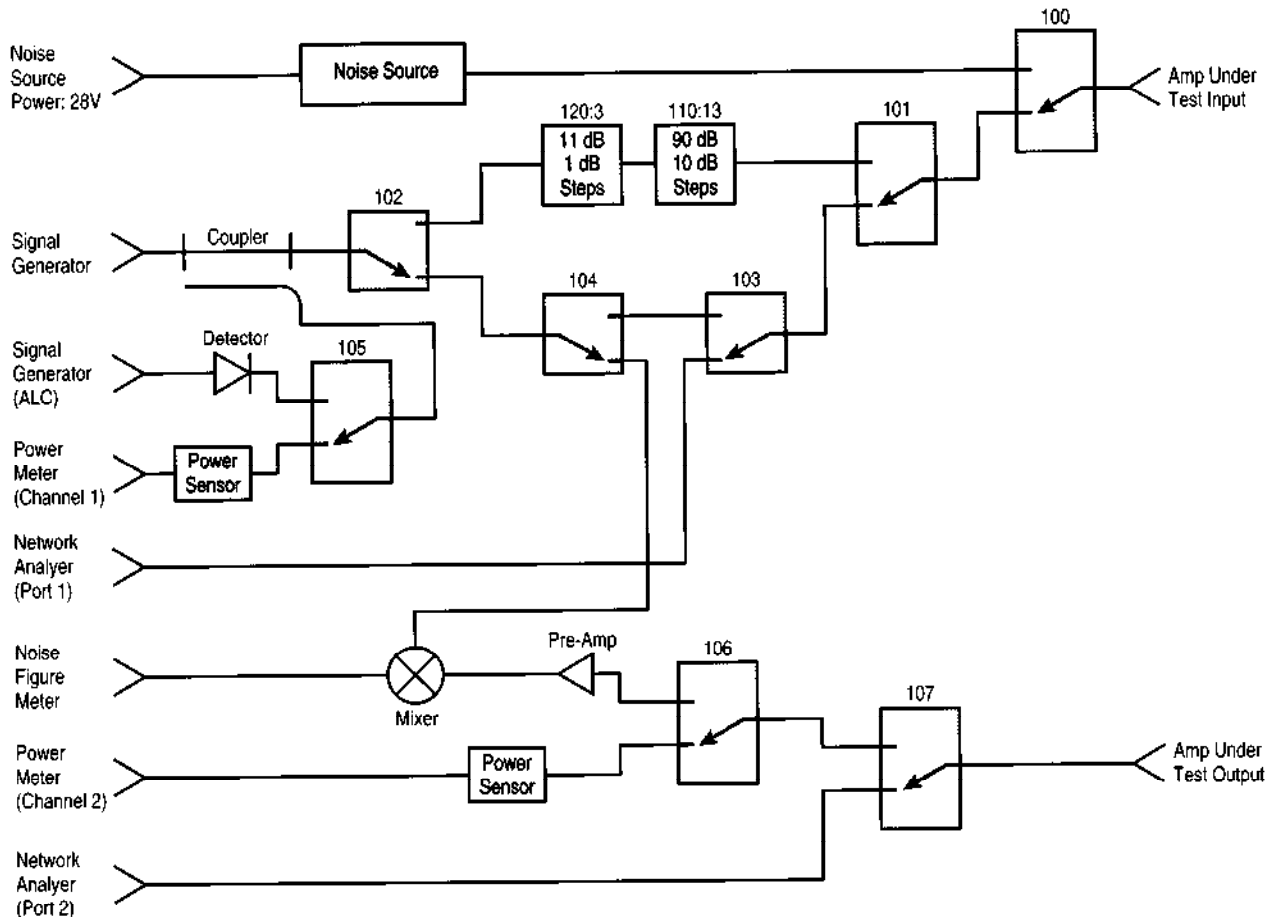 Noise
Source
Power: 28V
Noise Source
100
Amp Under
Test Input
120:3
11 dB
1 dB
Steps
110:13
90 dB
10 dB
Steps
101
102
Signal
Generator
Coupler
104
103
Signal
Generator
(ALC)
Detector
105
Power
Meter
(Channel 1)
Power
Sensor
Network
Analyer
(Port 1)
Noise
Figure
Meter
Mixer
Pre-Amp
106
107
Power
Meter
(Channel 2)
Power
Sensor
Amp Under
Test Output
Network
Analyer
(Port 2)